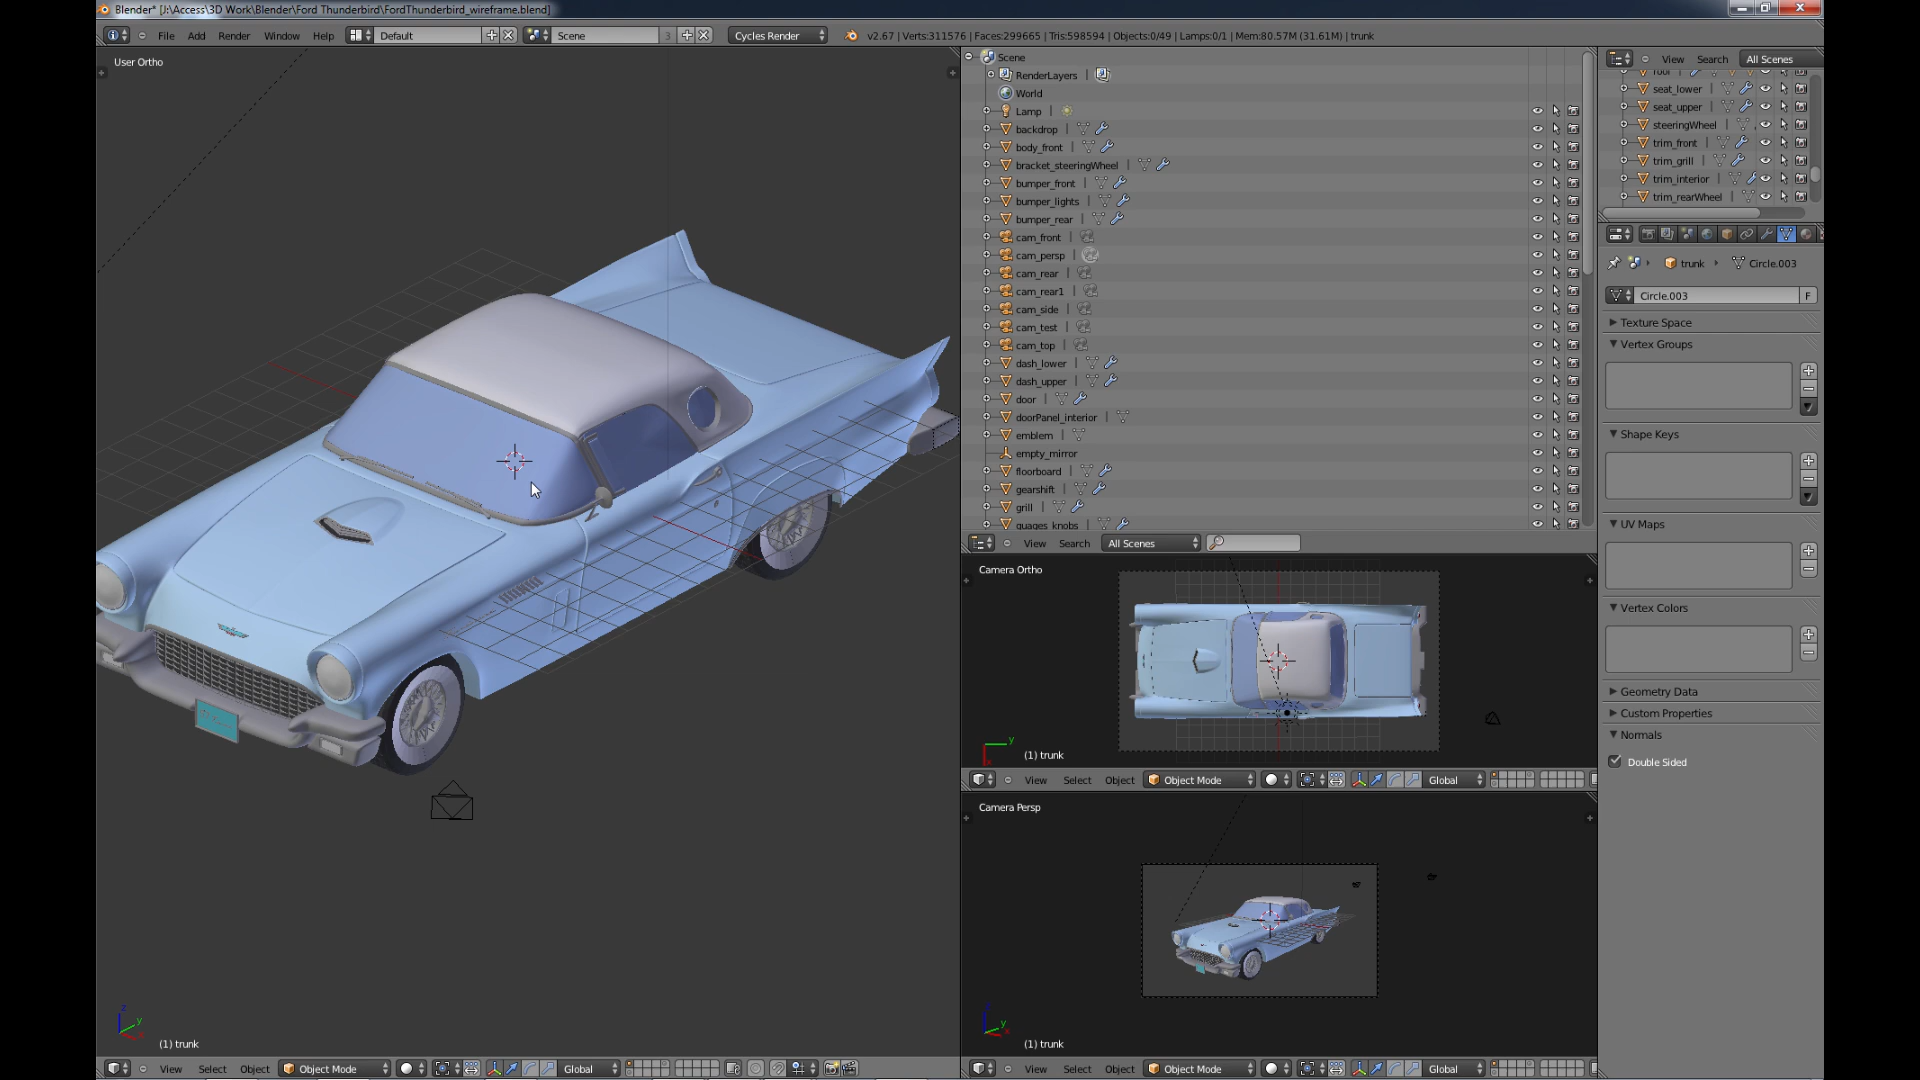 Blender* [J:\Access\3D Work\Blender\Ford Thunderbird\FordThunderbird_wireframe.blend]
File Add Render Window Help Default Scene 3 Cycles Render v2.67 | Verts:311576 | Faces:299665 | Tris:598594 | Objects:0/49 | Lamps:0/1 | Mem:80.57M (31.61M) | trunk
User Ortho
(1) trunk
View Select Object Object Mode Global
Scene
RenderLayers
World
Lamp
backdrop
body_front
bracket_steeringWheel
bumper_front
bumper_lights
bumper_rear
cam_front
cam_persp
cam_rear
cam_rear1
cam_side
cam_test
cam_top
dash_lower
dash_upper
door
doorPanel_interior
emblem
empty_mirror
floorboard
gearshift
grill
guages_knobs
View Search All Scenes
Camera Ortho
(1) trunk
View Select Object Object Mode Global
Camera Persp
(1) trunk
View Select Object Object Mode Global
View Search All Scenes
seat_lower
seat_upper
steeringWheel
trim_front
trim_grill
trim_interior
trim_rearWheel
trunk Circle.003
Circle.003 F
Texture Space
Vertex Groups
Shape Keys
UV Maps
Vertex Colors
Geometry Data
Custom Properties
Normals
Double Sided